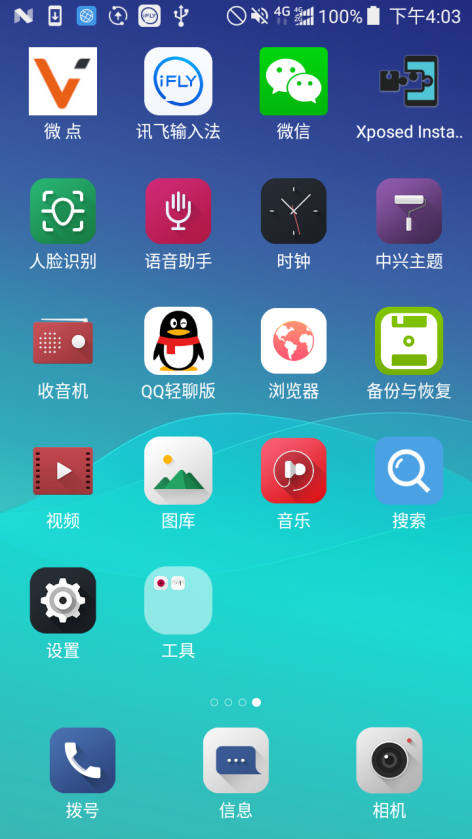 4G 4G 2G 100% 下午4:03
iFLY
微 点
讯飞输入法
微信
Xposed Insta..
人脸识别
语音助手
时钟
中兴主题
收音机
QQ轻聊版
浏览器
备份与恢复
视频
图库
音乐
搜索
设置
工具
拨号
信息
相机